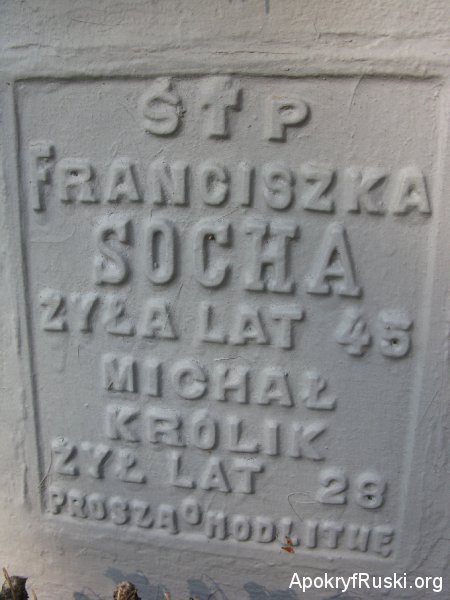 ŚTP
FRANCISZKA
SOCHA
ŻYŁA LAT 45
MICHAŁ
KRÓLIK
ŻYŁ LAT 28
PROSZĄ O MODLITWĘ
ApokryfRuski.org